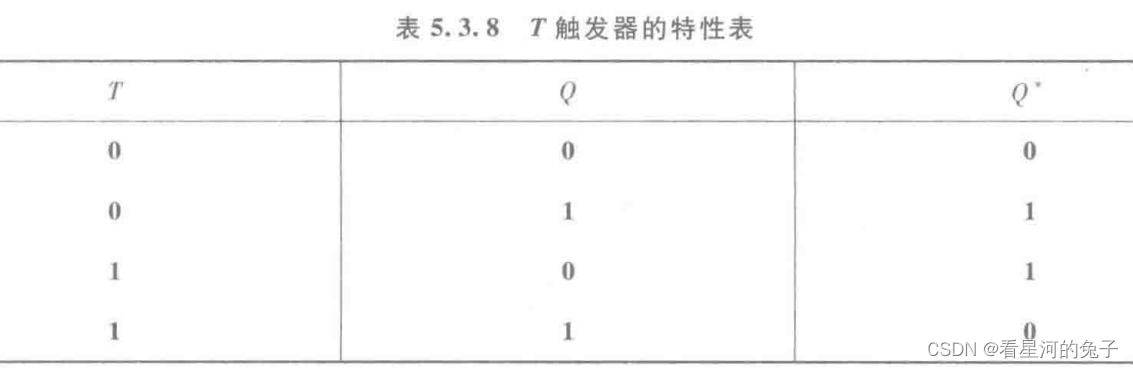 表 5.3.8 T 触发器的特性表
T Q Q*
0 0 0
0 1 1
1 0 1
1 1 0
CSDN @看星河的兔子